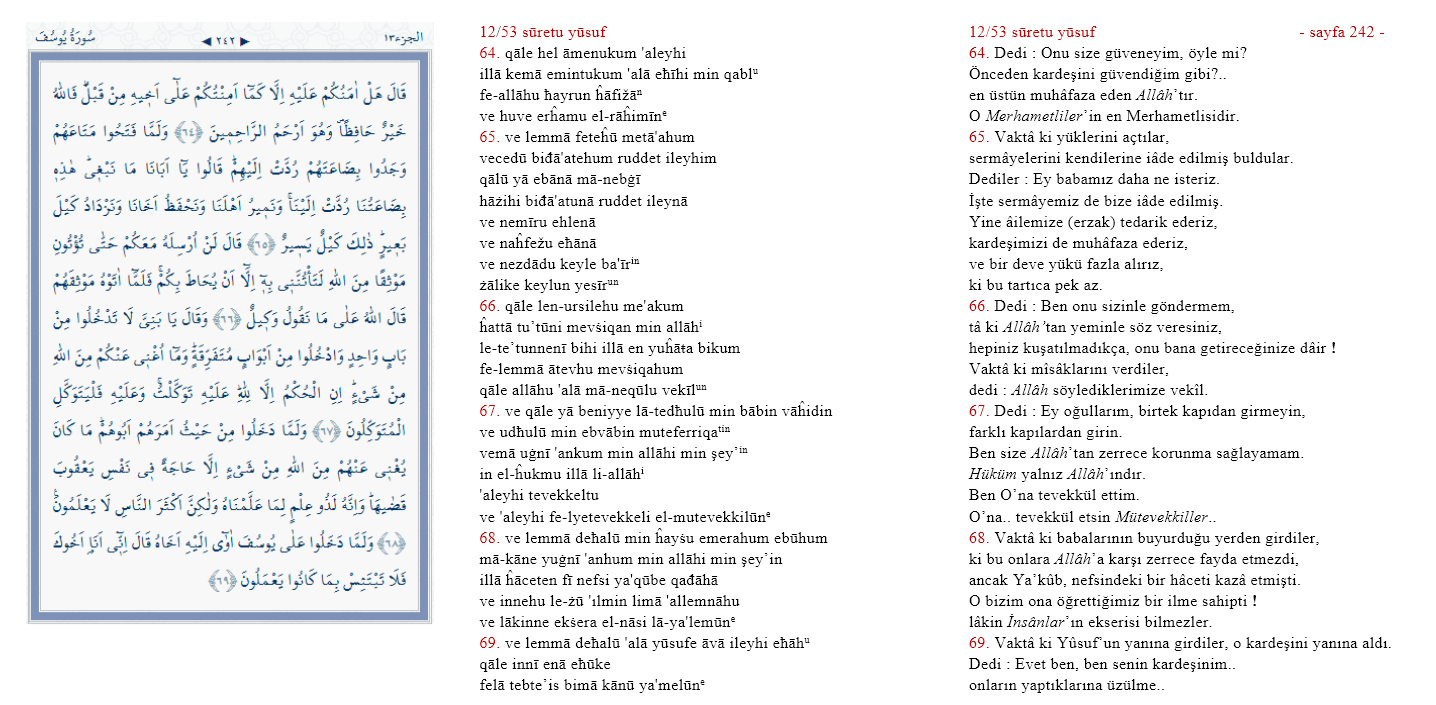 سُورَةُ يُوسُفَ
◀ ٢٤٢ ▶
الجزء ١٣
قَالَ هَلْ اٰمَنُكُمْ عَلَيْهِ اِلَّا كَمَٓا اَمِنْتُكُمْ عَلٰٓى اَخ۪يهِ مِنْ قَبْلُۜ فَاللّٰهُ
خَيْرٌ حَافِظًاۖ وَهُوَ اَرْحَمُ الرَّاحِم۪ينَ ﴿٦٤﴾ وَلَمَّا فَتَحُوا مَتَاعَهُمْ
وَجَدُوا بِضَاعَتَهُمْ رُدَّتْ اِلَيْهِمْۜ قَالُوا يَٓا اَبَانَا مَا نَبْغ۪يۜ هٰذِه۪
بِضَاعَتُنَا رُدَّتْ اِلَيْنَاۚ وَنَم۪يرُ اَهْلَنَا وَنَحْفَظُ اَخَانَا وَنَزْدَادُ كَيْلَ
بَع۪يرٍۜ ذٰلِكَ كَيْلٌ يَس۪يرٌ ﴿٦٥﴾ قَالَ لَنْ اُرْسِلَهُ مَعَكُمْ حَتّٰى تُؤْتُونِ
مَوْثِقًا مِنَ اللّٰهِ لَتَأْتُنَّن۪ي بِه۪ٓ اِلَّٓا اَنْ يُحَاطَ بِكُمْۚ فَلَمَّٓا اٰتَوْهُ مَوْثِقَهُمْ
قَالَ اللّٰهُ عَلٰى مَا نَقُولُ وَك۪يلٌ ﴿٦٦﴾ وَقَالَ يَا بَنِيَّ لَا تَدْخُلُوا مِنْ
بَابٍ وَاحِدٍ وَادْخُلُوا مِنْ اَبْوَابٍ مُتَفَرِّقَةٍۜ وَمَٓا اُغْن۪ي عَنْكُمْ مِنَ اللّٰهِ
مِنْ شَيْءٍۜ اِنِ الْحُكْمُ اِلَّا لِلّٰهِۜ عَلَيْهِ تَوَكَّلْتُۚ وَعَلَيْهِ فَلْيَتَوَكَّلِ
الْمُتَوَكِّلُونَ ﴿٦٧﴾ وَلَمَّا دَخَلُوا مِنْ حَيْثُ اَمَرَهُمْ اَبُوهُمْۜ مَا كَانَ
يُغْن۪ي عَنْهُمْ مِنَ اللّٰهِ مِنْ شَيْءٍ اِلَّا حَاجَةً ف۪ي نَفْسِ يَعْقُوبَ
قَضٰيهَاۜ وَاِنَّهُ لَذُو عِلْمٍ لِمَا عَلَّمْنَاهُ وَلٰكِنَّ اَكْثَرَ النَّاسِ لَا يَعْلَمُونَ۟
﴿٦٨﴾ وَلَمَّا دَخَلُوا عَلٰى يُوسُفَ اٰوٰٓى اِلَيْهِ اَخَاهُ قَالَ اِنّ۪ٓي اَنَا۬ اَخُوكَ
فَلَا تَبْتَئِسْ بِمَا كَانُوا يَعْمَلُونَ ﴿٦٩﴾
12/53 sūretu yūsuf
64. qāle hel āmenukum 'aleyhi
illā kemā emintukum 'alā eħīhi min qablᵘ
fe-allāhu ħayrun ĥāfižāⁿ
ve huve erĥamu el-rāĥimīnᵉ
65. ve lemmā feteĥū metā'ahum
vecedū biđā'atehum ruddet ileyhim
qālū yā ebānā mā-nebġī
hāżihi biđā'atunā ruddet ileynā
ve nemīru ehlenā
ve naĥfežu eħānā
ve nezdādu keyle ba'īrⁱⁿ
żālike keylun yesīrᵘⁿ
66. qāle len-ursilehu me'akum
ĥattā tu’tūni mevśiqan min allāhⁱ
le-te’tunnenī bihi illā en yuĥāŧa bikum
fe-lemmā ātevhu mevśiqahum
qāle allāhu 'alā mā-neqūlu vekīlᵘⁿ
67. ve qāle yā beniyye lā-tedħulū min bābin vāĥidin
ve udħulū min ebvābin muteferriqaᵗⁱⁿ
vemā uġnī 'ankum min allāhi min şey’ⁱⁿ
in el-ĥukmu illā li-allāhⁱ
'aleyhi tevekkeltu
ve 'aleyhi fe-lyetevekkeli el-mutevekkilūnᵉ
68. ve lemmā deħalū min ĥayśu emerahum ebūhum
mā-kāne yuġnī 'anhum min allāhi min şey’in
illā ĥāceten fī nefsi ya'qūbe qađāhā
ve innehu le-żū 'ılmin limā 'allemnāhu
ve lākinne ekśera el-nāsi lā-ya'lemūnᵉ
69. ve lemmā deħalū 'alā yūsufe āvā ileyhi eħāhᵘ
qāle innī enā eħūke
felā tebte’is bimā kānū ya'melūnᵉ
12/53 sūretu yūsuf - sayfa 242 -
64. Dedi : Onu size güveneyim, öyle mi?
Önceden kardeşini güvendiğim gibi?..
en üstün muhâfaza eden Allâh’tır.
O Merhametliler’in en Merhametlisidir.
65. Vaktâ ki yüklerini açtılar,
sermâyelerini kendilerine iâde edilmiş buldular.
Dediler : Ey babamız daha ne isteriz.
İşte sermâyemiz de bize iâde edilmiş.
Yine âilemize (erzak) tedarik ederiz,
kardeşimizi de muhâfaza ederiz,
ve bir deve yükü fazla alırız,
ki bu tartıca pek az.
66. Dedi : Ben onu sizinle göndermem,
tâ ki Allâh’tan yeminle söz veresiniz,
hepiniz kuşatılmadıkça, onu bana getireceğinize dâir !
Vaktâ ki mîsâklarını verdiler,
dedi : Allâh söylediklerimize vekîl.
67. Dedi : Ey oğullarım, birtek kapıdan girmeyin,
farklı kapılardan girin.
Ben size Allâh’tan zerrece korunma sağlayamam.
Hüküm yalnız Allâh’ındır.
Ben O’na tevekkül ettim.
O’na.. tevekkül etsin Mütevekkiller..
68. Vaktâ ki babalarının buyurduğu yerden girdiler,
ki bu onlara Allâh’a karşı zerrece fayda etmezdi,
ancak Ya’kûb, nefsindeki bir hâceti kazâ etmişti.
O bizim ona öğrettiğimiz bir ilme sahipti !
lâkin İnsânlar’ın ekserisi bilmezler.
69. Vaktâ ki Yûsuf’un yanına girdiler, o kardeşini yanına aldı.
Dedi : Evet ben, ben senin kardeşinim..
onların yaptıklarına üzülme..